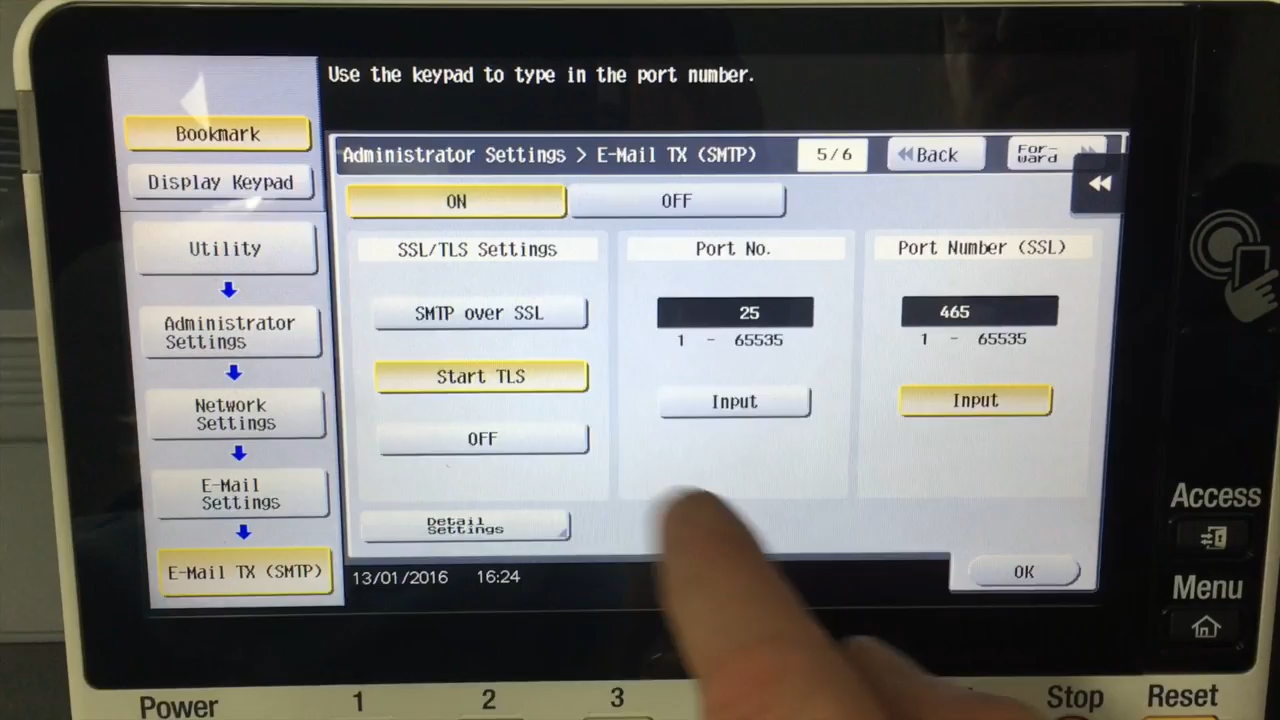 Use the keypad to type in the port number.
Bookmark
Display Keypad
Utility
Administrator
Settings
Network
Settings
E-Mail
Settings
E-Mail TX (SMTP)
Administrator Settings > E-Mail TX (SMTP)
5/6
Back
For-
ward
ON
OFF
SSL/TLS Settings
SMTP over SSL
Start TLS
OFF
Detail
Settings
Port No.
25
1 - 65535
Input
Port Number (SSL)
465
1 - 65535
Input
13/01/2016 16:24
OK
Access
Menu
Power
1
2
3
Stop
Reset